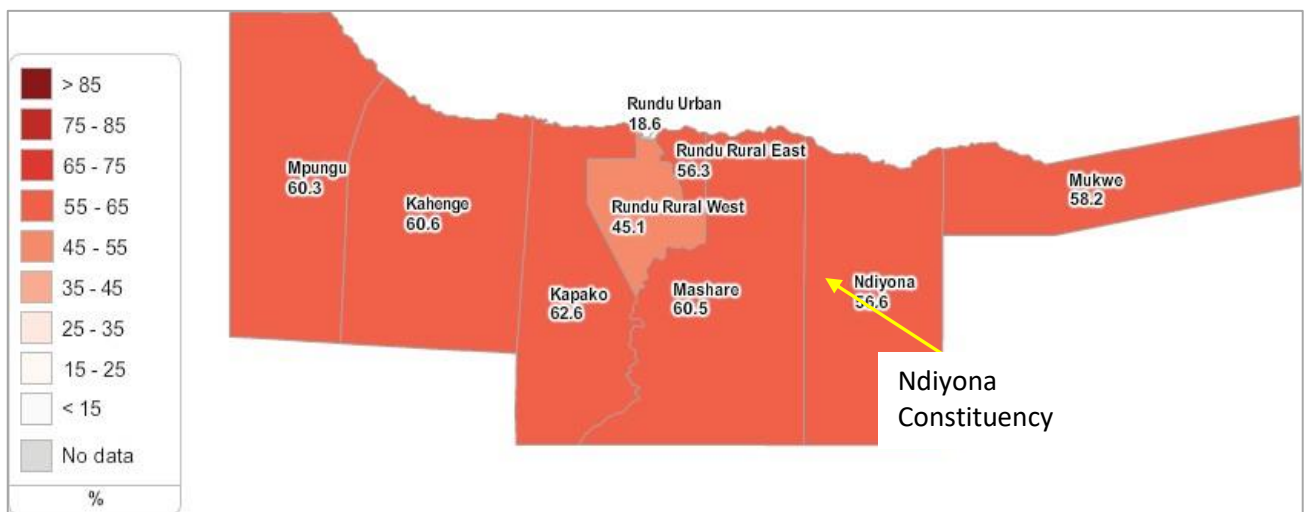 > 85
75 - 85
65 - 75
55 - 65
45 - 55
35 - 45
25 - 35
15 - 25
< 15
No data
%
Rundu Urban
18.6
Rundu Rural East
56.3
Mpungu
60.3
Kahenge
60.6
Rundu Rural West
45.1
Mukwe
58.2
Kapako
62.6
Mashare
60.5
Ndiyona
56.6
Ndiyona
Constituency